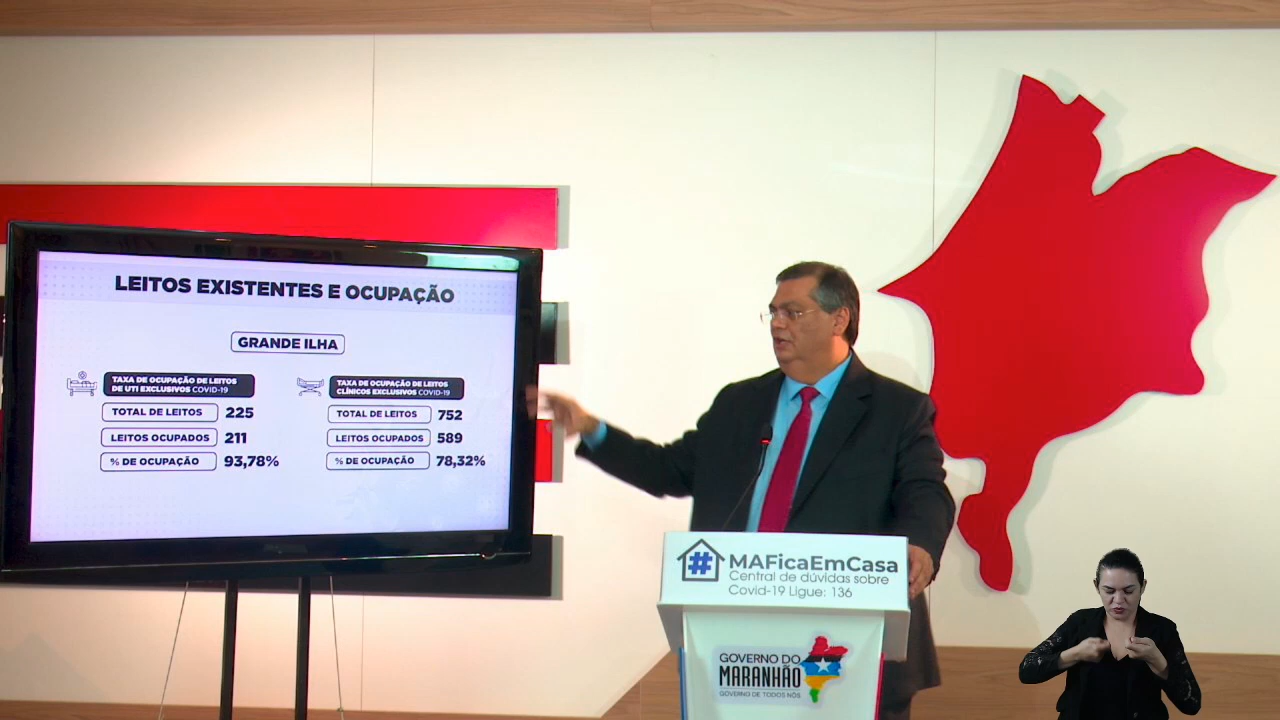 LEITOS EXISTENTES E OCUPAÇÃO
GRANDE ILHA
TAXA DE OCUPAÇÃO DE LEITOS
DE UTI EXCLUSIVOS COVID-19
TOTAL DE LEITOS 225
LEITOS OCUPADOS 211
% DE OCUPAÇÃO 93,78%
TAXA DE OCUPAÇÃO DE LEITOS
CLÍNICOS EXCLUSIVOS COVID-19
TOTAL DE LEITOS 752
LEITOS OCUPADOS 589
% DE OCUPAÇÃO 78,32%
# MAFicaEmCasa
Central de dúvidas sobre
Covid-19 Ligue: 136
GOVERNO DO
MARANHÃO
GOVERNO DE TODOS NÓS